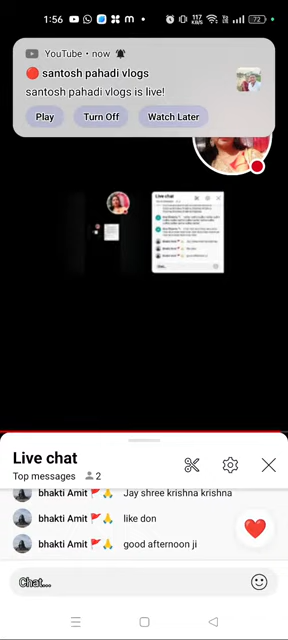 1:56
117 KB/S
72
YouTube • now
🔴 santosh pahadi vlogs
santosh pahadi vlogs is live!
Play Turn Off Watch Later
Live chat
Top messages 2
bhakti Amit 🚩🙏 Jay shree krishna krishna
bhakti Amit 🚩🙏 like don
bhakti Amit 🚩🙏 good afternoon ji
Chat...